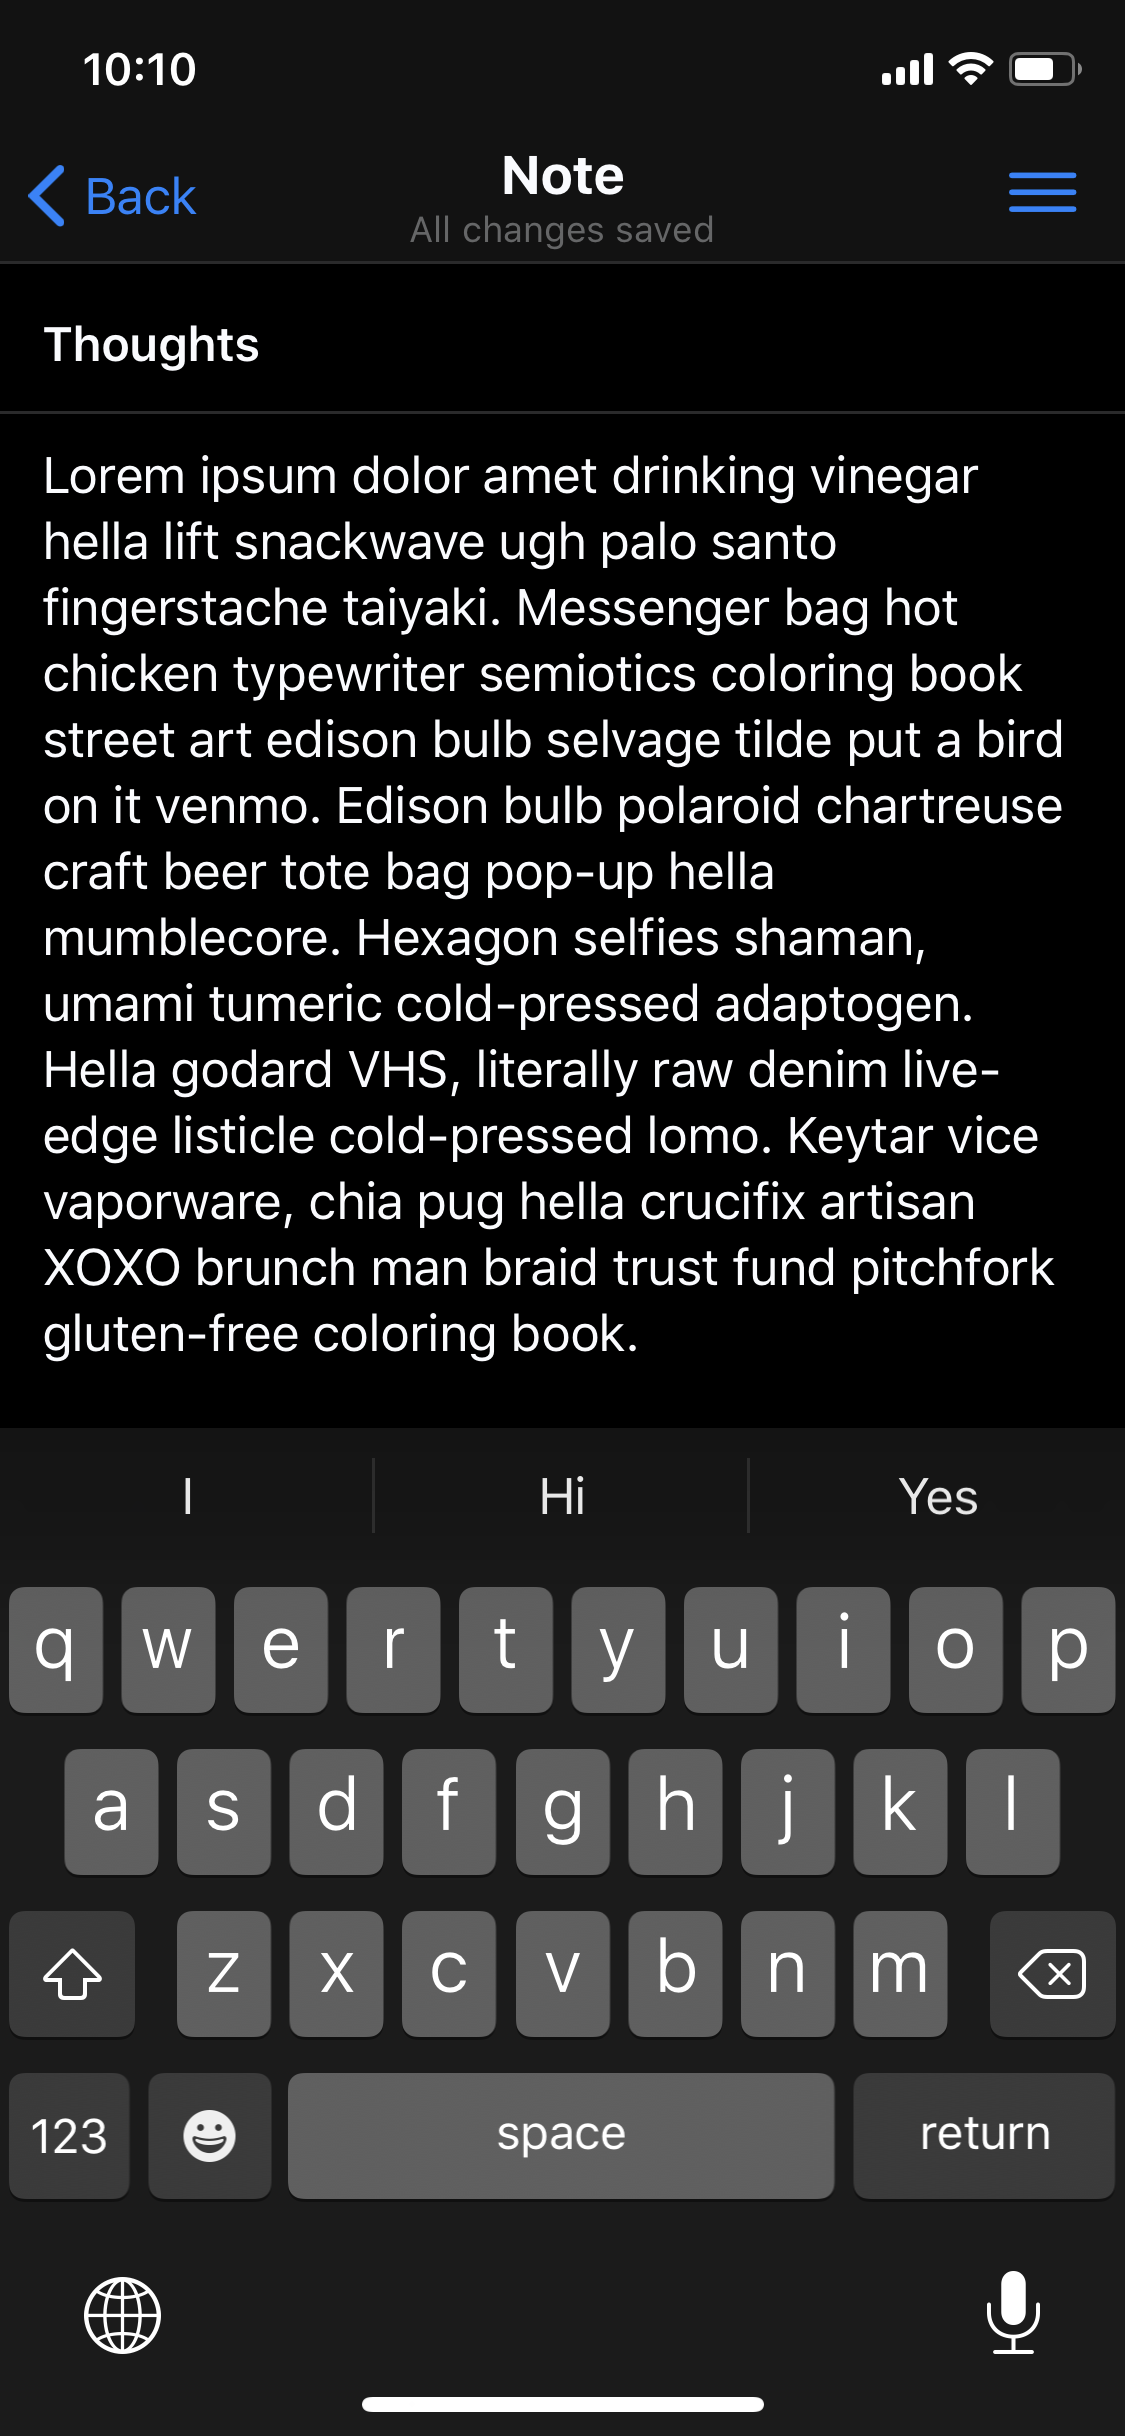 10:10
Back
Note
All changes saved
Thoughts
Lorem ipsum dolor amet drinking vinegar
hella lift snackwave ugh palo santo
fingerstache taiyaki. Messenger bag hot
chicken typewriter semiotics coloring book
street art edison bulb selvage tilde put a bird
on it venmo. Edison bulb polaroid chartreuse
craft beer tote bag pop-up hella
mumblecore. Hexagon selfies shaman,
umami tumeric cold-pressed adaptogen.
Hella godard VHS, literally raw denim live-
edge listicle cold-pressed lomo. Keytar vice
vaporware, chia pug hella crucifix artisan
XOXO brunch man braid trust fund pitchfork
gluten-free coloring book.
I Hi Yes
q w e r t y u i o p
a s d f g h j k l
z x c v b n m
123 space return